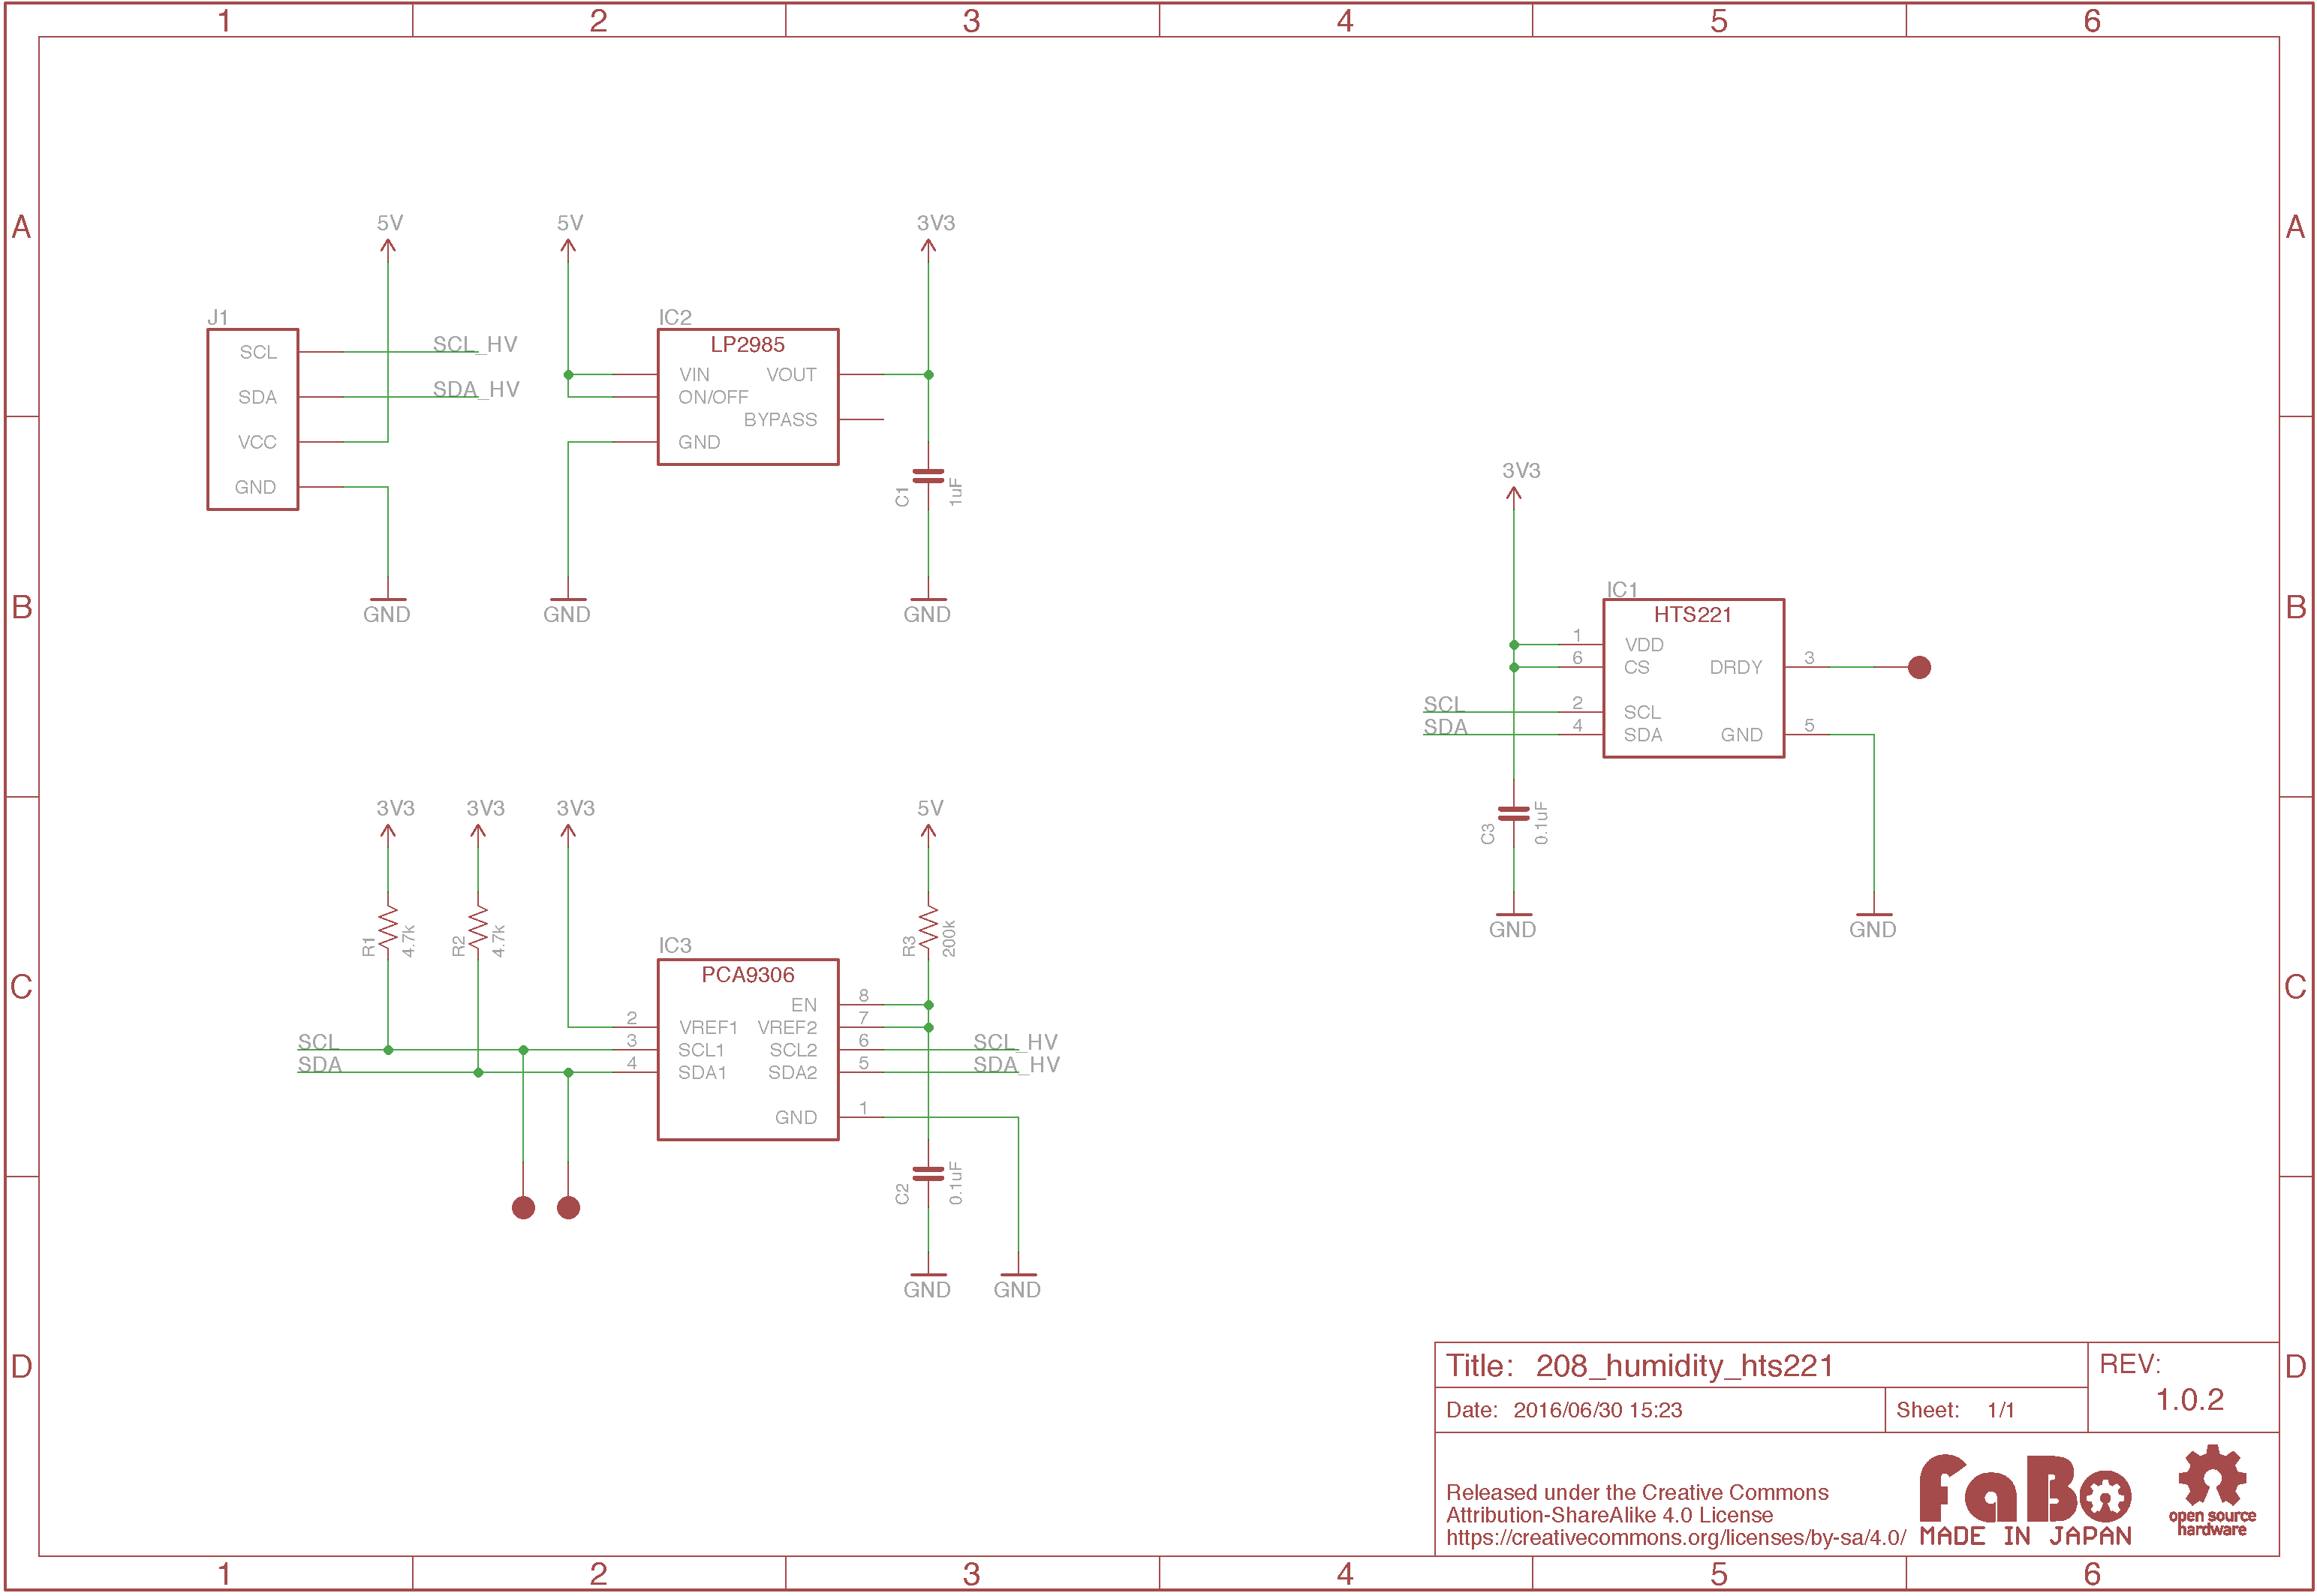 1 2 3 4 5 6
A A
5V 5V 3V3
J1 IC2
SCL SCL_HV LP2985
SDA SDA_HV VIN VOUT
ON/OFF
VCC BYPASS
GND
GND C1 1uF
3V3
GND GND GND
B B
IC1
HTS221
1 VDD
6 CS DRDY 3
SCL 2 SCL
SDA 4 SDA GND 5
C3 0.1uF
GND GND
3V3 3V3 3V3 5V
R1 4.7k R2 4.7k R3 200k
IC3
PCA9306
C C
EN 8
2 VREF1 VREF2 7
SCL 3 SCL1 SCL2 6 SCL_HV
SDA 4 SDA1 SDA2 5 SDA_HV
GND 1
C2 0.1uF
GND GND
D D
Title: 208_humidity_hts221
REV:
1.0.2
Date: 2016/06/30 15:23
Sheet: 1/1
Released under the Creative Commons
Attribution-ShareAlike 4.0 License
https://creativecommons.org/licenses/by-sa/4.0/
FaBo
MADE IN JAPAN
open source
hardware
1 2 3 4 5 6